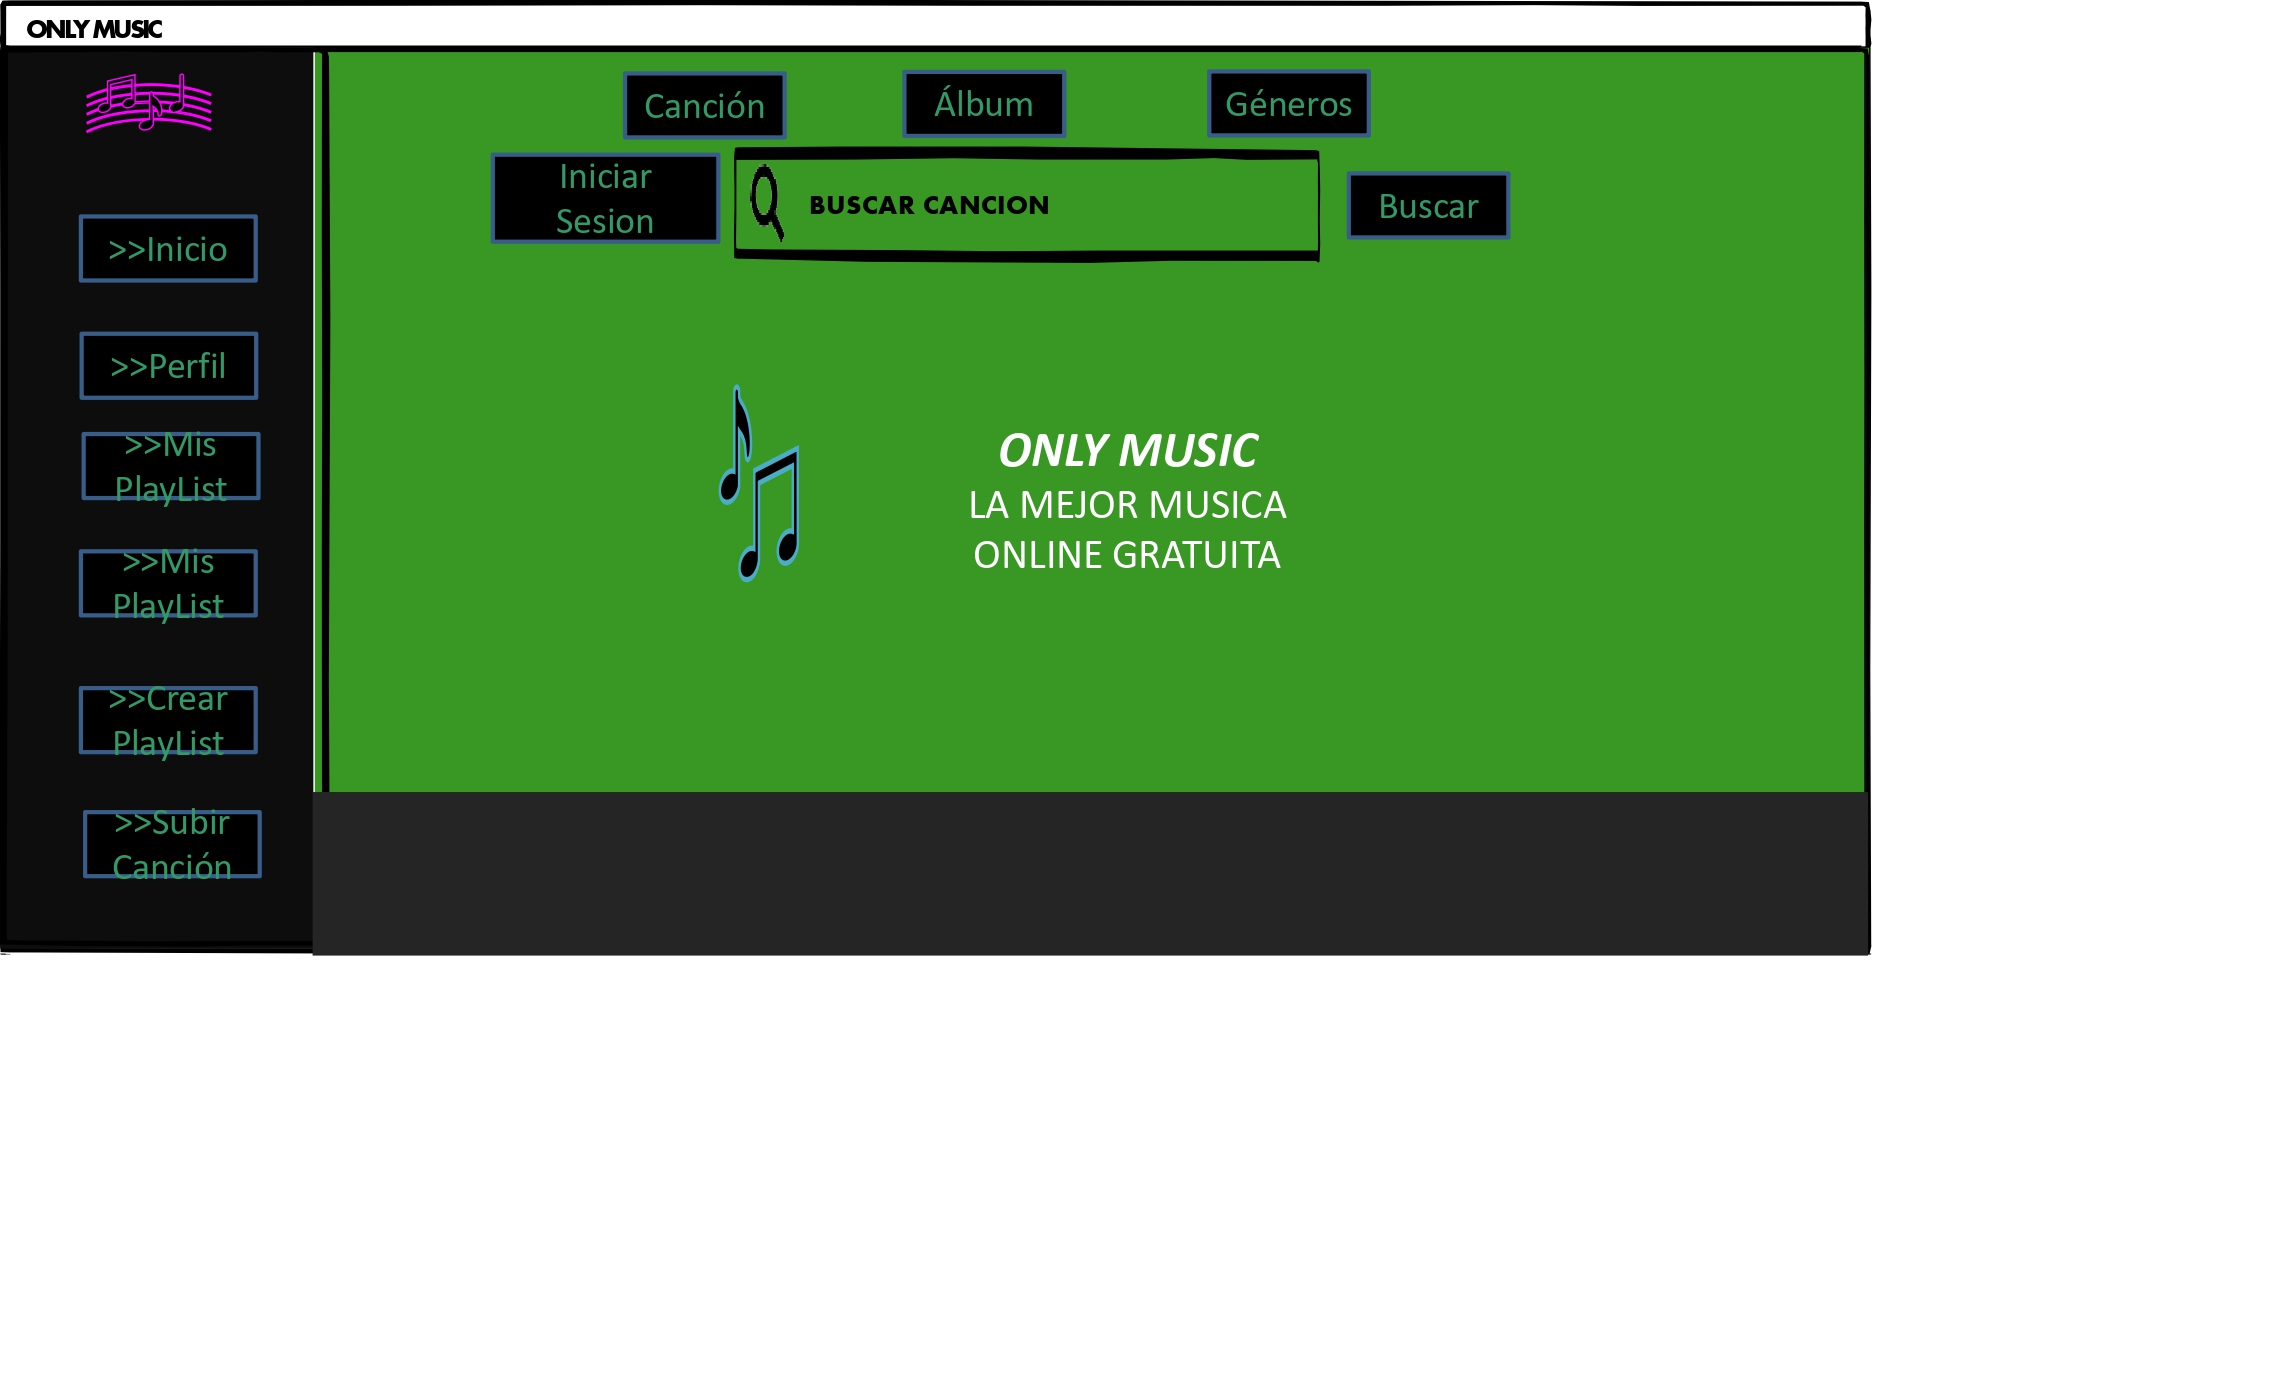 ONLY MUSIC
Canción
Álbum
Géneros
Iniciar
Sesion
BUSCAR CANCION
Buscar
>>Inicio
>>Perfil
>>Mis
PlayList
>>Mis
PlayList
>>Crear
PlayList
>>Subir
Canción
ONLY MUSIC
LA MEJOR MUSICA
ONLINE GRATUITA